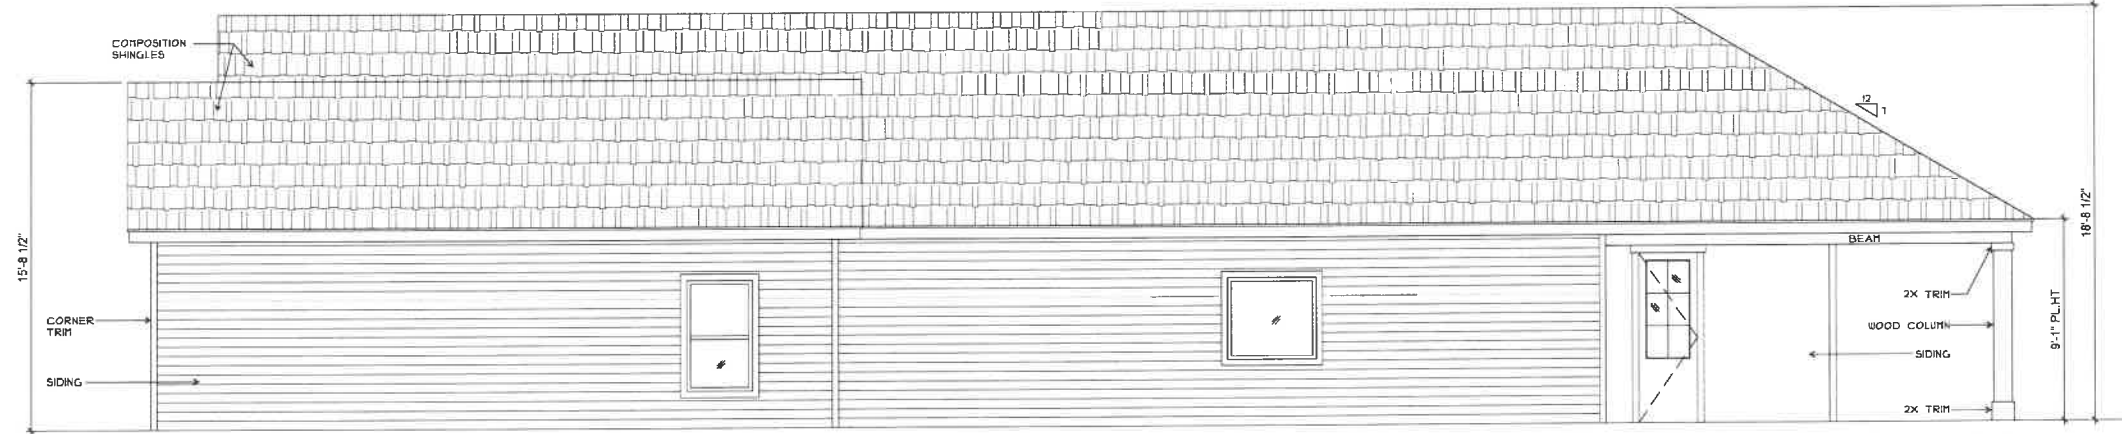 COMPOSITION
SHINGLES
12
7
15'-8 1/2"
18'-8 1/2"
BEAM
2X TRIM
CORNER
TRIM
WOOD COLUMN
9'-1" PL.HT
SIDING
SIDING
2X TRIM